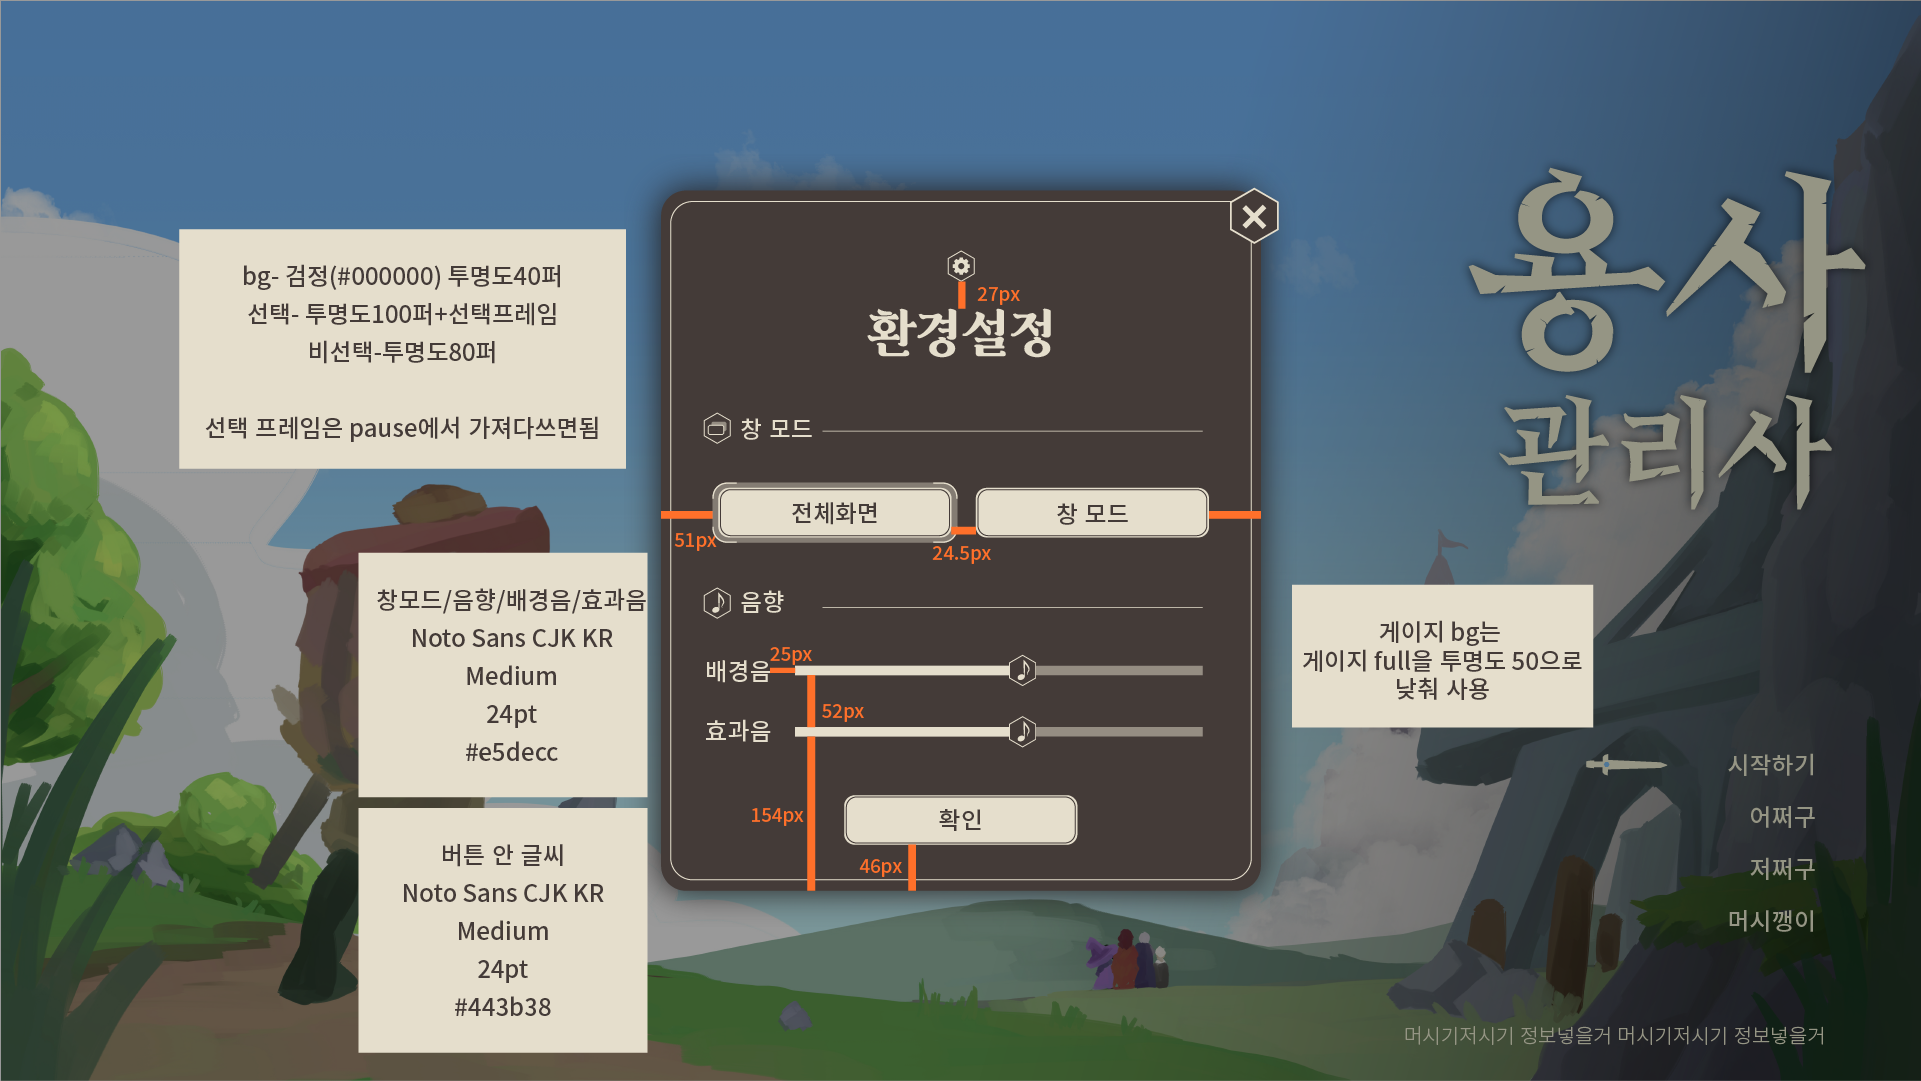 bg- 검정(#000000) 투명도40퍼
선택- 투명도100퍼+선택프레임
비선택-투명도80퍼
선택 프레임은 pause에서 가져다쓰면됨
창모드/음향/배경음/효과음
Noto Sans CJK KR
Medium
24pt
#e5decc
버튼 안 글씨
Noto Sans CJK KR
Medium
24pt
#443b38
27px
환경설정
창 모드
전체화면
창 모드
51px
24.5px
음향
25px
배경음
52px
효과음
154px
확인
46px
용사
관리사
게이지 bg는
게이지 full을 투명도 50으로
낮춰 사용
시작하기
어쩌구
저쩌구
머시깽이
머시기저시기 정보넣을거 머시기저시기 정보넣을거